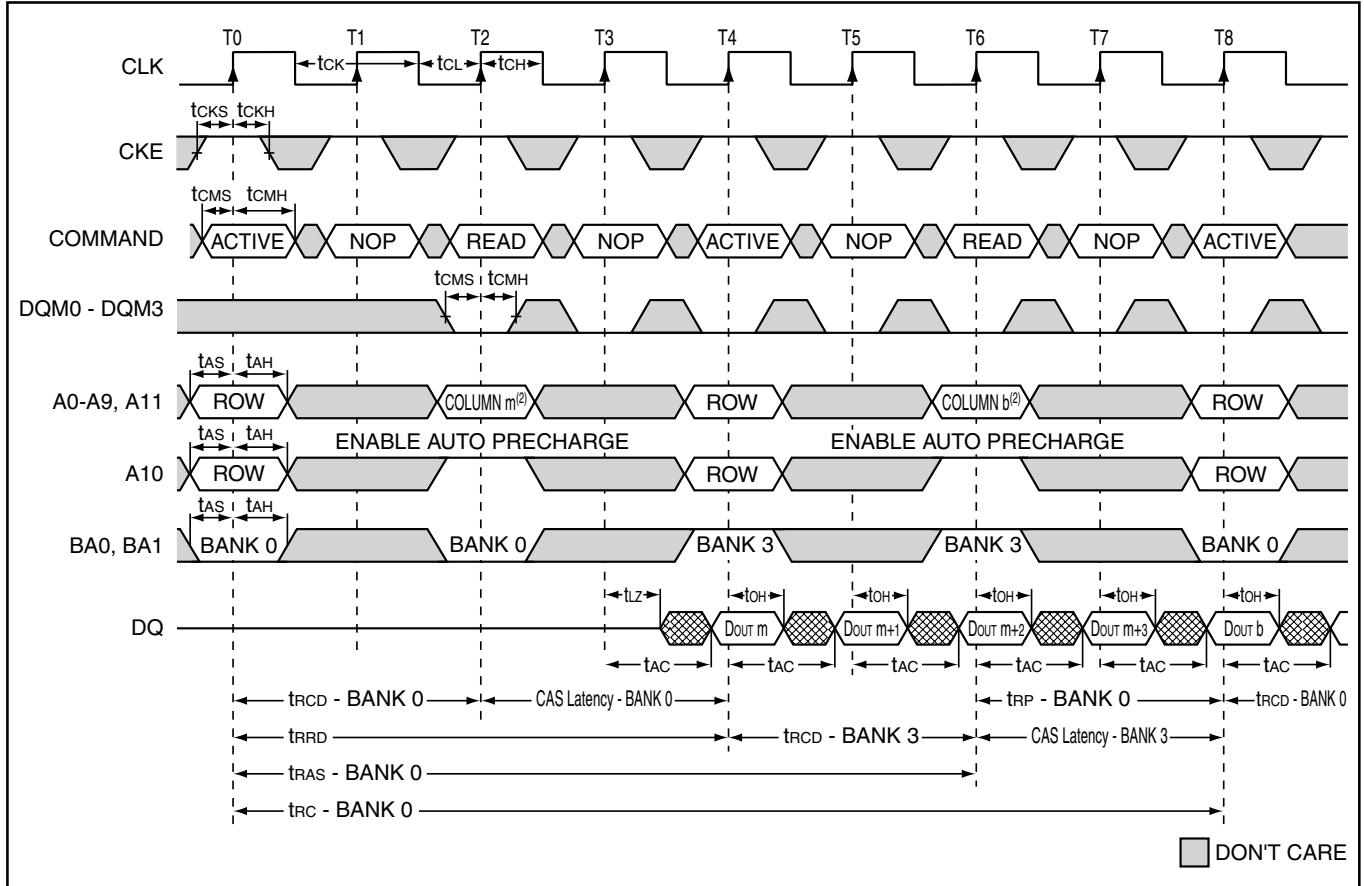 T0 T1 T2 T3 T4 T5 T6 T7 T8
CLK tCK tCL tCH
tCKS tCKH
CKE
tCMS tCMH
COMMAND ACTIVE NOP READ NOP ACTIVE NOP READ NOP ACTIVE
tCMS tCMH
DQM0 - DQM3
tAS tAH
A0-A9, A11 ROW COLUMN m(2) ROW COLUMN b(2) ROW
tAS tAH ENABLE AUTO PRECHARGE ENABLE AUTO PRECHARGE
A10 ROW ROW ROW
tAS tAH
BA0, BA1 BANK 0 BANK 0 BANK 3 BANK 3 BANK 0
tLZ tOH tOH tOH tOH tOH
DQ DOUT m DOUT m+1 DOUT m+2 DOUT m+3 DOUT b
tAC tAC tAC tAC tAC tAC
tRCD - BANK 0 CAS Latency - BANK 0 tRP - BANK 0 tRCD - BANK 0
tRRD tRCD - BANK 3 CAS Latency - BANK 3
tRAS - BANK 0
tRC - BANK 0
DON'T CARE